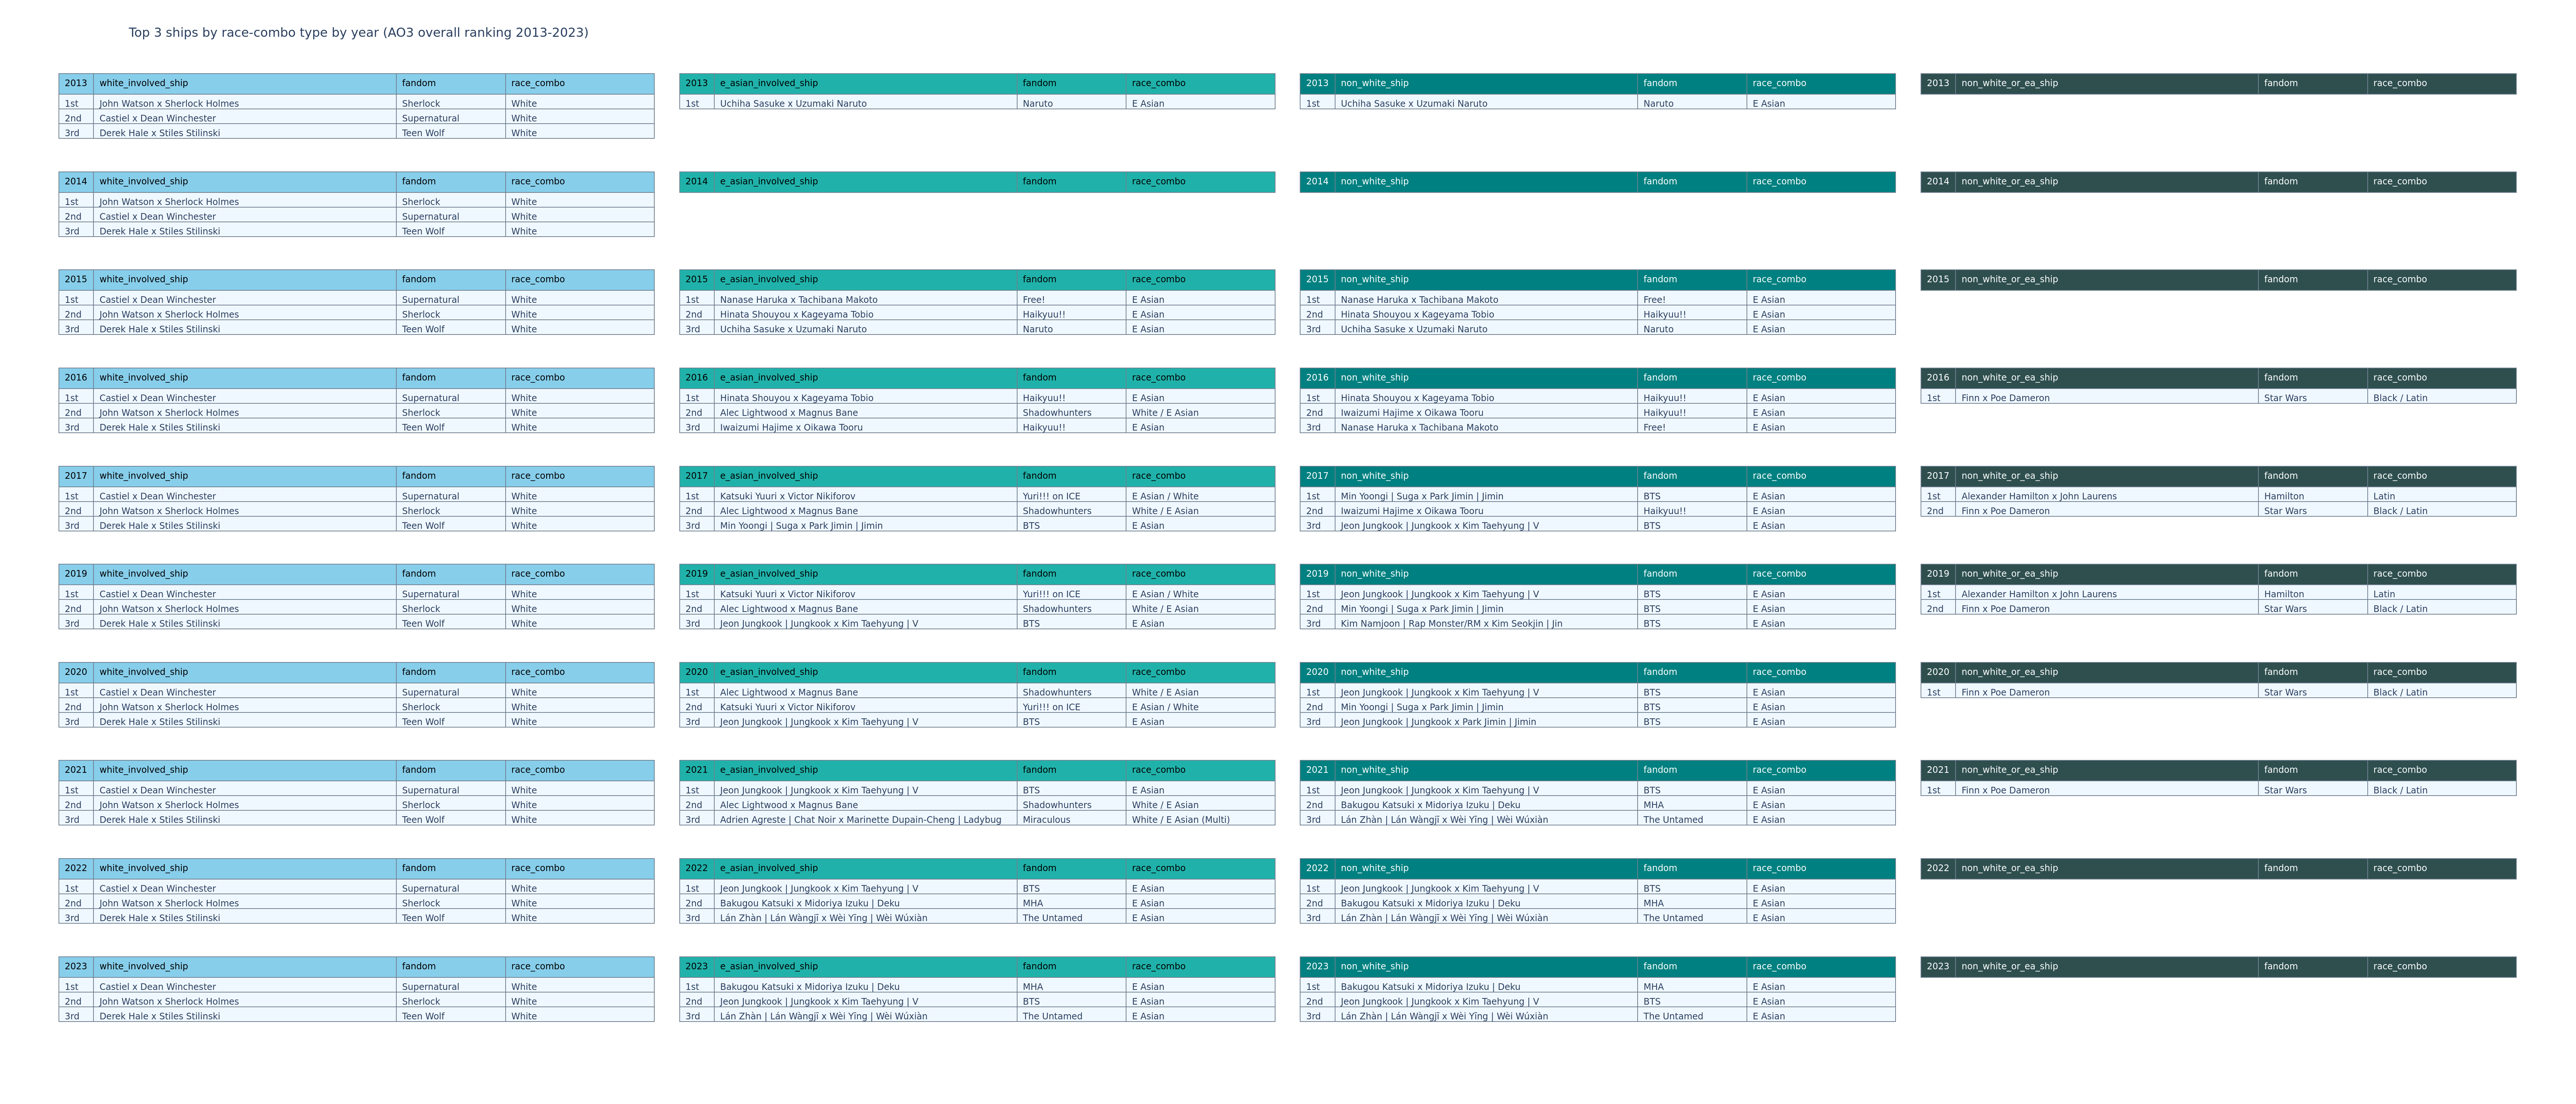 Top 3 ships by race-combo type by year (AO3 overall ranking 2013-2023)
2013 white_involved_ship fandom race_combo
1st John Watson x Sherlock Holmes Sherlock White
2nd Castiel x Dean Winchester Supernatural White
3rd Derek Hale x Stiles Stilinski Teen Wolf White
2013 e_asian_involved_ship fandom race_combo
1st Uchiha Sasuke x Uzumaki Naruto Naruto E Asian
2013 non_white_ship fandom race_combo
1st Uchiha Sasuke x Uzumaki Naruto Naruto E Asian
2013 non_white_or_ea_ship fandom race_combo
2014 white_involved_ship fandom race_combo
1st John Watson x Sherlock Holmes Sherlock White
2nd Castiel x Dean Winchester Supernatural White
3rd Derek Hale x Stiles Stilinski Teen Wolf White
2014 e_asian_involved_ship fandom race_combo
2014 non_white_ship fandom race_combo
2014 non_white_or_ea_ship fandom race_combo
2015 white_involved_ship fandom race_combo
1st Castiel x Dean Winchester Supernatural White
2nd John Watson x Sherlock Holmes Sherlock White
3rd Derek Hale x Stiles Stilinski Teen Wolf White
2015 e_asian_involved_ship fandom race_combo
1st Nanase Haruka x Tachibana Makoto Free! E Asian
2nd Hinata Shouyou x Kageyama Tobio Haikyuu!! E Asian
3rd Uchiha Sasuke x Uzumaki Naruto Naruto E Asian
2015 non_white_ship fandom race_combo
1st Nanase Haruka x Tachibana Makoto Free! E Asian
2nd Hinata Shouyou x Kageyama Tobio Haikyuu!! E Asian
3rd Uchiha Sasuke x Uzumaki Naruto Naruto E Asian
2015 non_white_or_ea_ship fandom race_combo
2016 white_involved_ship fandom race_combo
1st Castiel x Dean Winchester Supernatural White
2nd John Watson x Sherlock Holmes Sherlock White
3rd Derek Hale x Stiles Stilinski Teen Wolf White
2016 e_asian_involved_ship fandom race_combo
1st Hinata Shouyou x Kageyama Tobio Haikyuu!! E Asian
2nd Alec Lightwood x Magnus Bane Shadowhunters White / E Asian
3rd Iwaizumi Hajime x Oikawa Tooru Haikyuu!! E Asian
2016 non_white_ship fandom race_combo
1st Hinata Shouyou x Kageyama Tobio Haikyuu!! E Asian
2nd Iwaizumi Hajime x Oikawa Tooru Haikyuu!! E Asian
3rd Nanase Haruka x Tachibana Makoto Free! E Asian
2016 non_white_or_ea_ship fandom race_combo
1st Finn x Poe Dameron Star Wars Black / Latin
2017 white_involved_ship fandom race_combo
1st Castiel x Dean Winchester Supernatural White
2nd John Watson x Sherlock Holmes Sherlock White
3rd Derek Hale x Stiles Stilinski Teen Wolf White
2017 e_asian_involved_ship fandom race_combo
1st Katsuki Yuuri x Victor Nikiforov Yuri!!! on ICE E Asian / White
2nd Alec Lightwood x Magnus Bane Shadowhunters White / E Asian
3rd Min Yoongi | Suga x Park Jimin | Jimin BTS E Asian
2017 non_white_ship fandom race_combo
1st Min Yoongi | Suga x Park Jimin | Jimin BTS E Asian
2nd Iwaizumi Hajime x Oikawa Tooru Haikyuu!! E Asian
3rd Jeon Jungkook | Jungkook x Kim Taehyung | V BTS E Asian
2017 non_white_or_ea_ship fandom race_combo
1st Alexander Hamilton x John Laurens Hamilton Latin
2nd Finn x Poe Dameron Star Wars Black / Latin
2019 white_involved_ship fandom race_combo
1st Castiel x Dean Winchester Supernatural White
2nd John Watson x Sherlock Holmes Sherlock White
3rd Derek Hale x Stiles Stilinski Teen Wolf White
2019 e_asian_involved_ship fandom race_combo
1st Katsuki Yuuri x Victor Nikiforov Yuri!!! on ICE E Asian / White
2nd Alec Lightwood x Magnus Bane Shadowhunters White / E Asian
3rd Jeon Jungkook | Jungkook x Kim Taehyung | V BTS E Asian
2019 non_white_ship fandom race_combo
1st Jeon Jungkook | Jungkook x Kim Taehyung | V BTS E Asian
2nd Min Yoongi | Suga x Park Jimin | Jimin BTS E Asian
3rd Kim Namjoon | Rap Monster/RM x Kim Seokjin | Jin BTS E Asian
2019 non_white_or_ea_ship fandom race_combo
1st Alexander Hamilton x John Laurens Hamilton Latin
2nd Finn x Poe Dameron Star Wars Black / Latin
2020 white_involved_ship fandom race_combo
1st Castiel x Dean Winchester Supernatural White
2nd John Watson x Sherlock Holmes Sherlock White
3rd Derek Hale x Stiles Stilinski Teen Wolf White
2020 e_asian_involved_ship fandom race_combo
1st Alec Lightwood x Magnus Bane Shadowhunters White / E Asian
2nd Katsuki Yuuri x Victor Nikiforov Yuri!!! on ICE E Asian / White
3rd Jeon Jungkook | Jungkook x Kim Taehyung | V BTS E Asian
2020 non_white_ship fandom race_combo
1st Jeon Jungkook | Jungkook x Kim Taehyung | V BTS E Asian
2nd Min Yoongi | Suga x Park Jimin | Jimin BTS E Asian
3rd Jeon Jungkook | Jungkook x Park Jimin | Jimin BTS E Asian
2020 non_white_or_ea_ship fandom race_combo
1st Finn x Poe Dameron Star Wars Black / Latin
2021 white_involved_ship fandom race_combo
1st Castiel x Dean Winchester Supernatural White
2nd John Watson x Sherlock Holmes Sherlock White
3rd Derek Hale x Stiles Stilinski Teen Wolf White
2021 e_asian_involved_ship fandom race_combo
1st Jeon Jungkook | Jungkook x Kim Taehyung | V BTS E Asian
2nd Alec Lightwood x Magnus Bane Shadowhunters White / E Asian
3rd Adrien Agreste | Chat Noir x Marinette Dupain-Cheng | Ladybug Miraculous White / E Asian (Multi)
2021 non_white_ship fandom race_combo
1st Jeon Jungkook | Jungkook x Kim Taehyung | V BTS E Asian
2nd Bakugou Katsuki x Midoriya Izuku | Deku MHA E Asian
3rd Lán Zhàn | Lán Wàngjī x Wèi Yīng | Wèi Wúxiàn The Untamed E Asian
2021 non_white_or_ea_ship fandom race_combo
1st Finn x Poe Dameron Star Wars Black / Latin
2022 white_involved_ship fandom race_combo
1st Castiel x Dean Winchester Supernatural White
2nd John Watson x Sherlock Holmes Sherlock White
3rd Derek Hale x Stiles Stilinski Teen Wolf White
2022 e_asian_involved_ship fandom race_combo
1st Jeon Jungkook | Jungkook x Kim Taehyung | V BTS E Asian
2nd Bakugou Katsuki x Midoriya Izuku | Deku MHA E Asian
3rd Lán Zhàn | Lán Wàngjī x Wèi Yīng | Wèi Wúxiàn The Untamed E Asian
2022 non_white_ship fandom race_combo
1st Jeon Jungkook | Jungkook x Kim Taehyung | V BTS E Asian
2nd Bakugou Katsuki x Midoriya Izuku | Deku MHA E Asian
3rd Lán Zhàn | Lán Wàngjī x Wèi Yīng | Wèi Wúxiàn The Untamed E Asian
2022 non_white_or_ea_ship fandom race_combo
2023 white_involved_ship fandom race_combo
1st Castiel x Dean Winchester Supernatural White
2nd John Watson x Sherlock Holmes Sherlock White
3rd Derek Hale x Stiles Stilinski Teen Wolf White
2023 e_asian_involved_ship fandom race_combo
1st Bakugou Katsuki x Midoriya Izuku | Deku MHA E Asian
2nd Jeon Jungkook | Jungkook x Kim Taehyung | V BTS E Asian
3rd Lán Zhàn | Lán Wàngjī x Wèi Yīng | Wèi Wúxiàn The Untamed E Asian
2023 non_white_ship fandom race_combo
1st Bakugou Katsuki x Midoriya Izuku | Deku MHA E Asian
2nd Jeon Jungkook | Jungkook x Kim Taehyung | V BTS E Asian
3rd Lán Zhàn | Lán Wàngjī x Wèi Yīng | Wèi Wúxiàn The Untamed E Asian
2023 non_white_or_ea_ship fandom race_combo